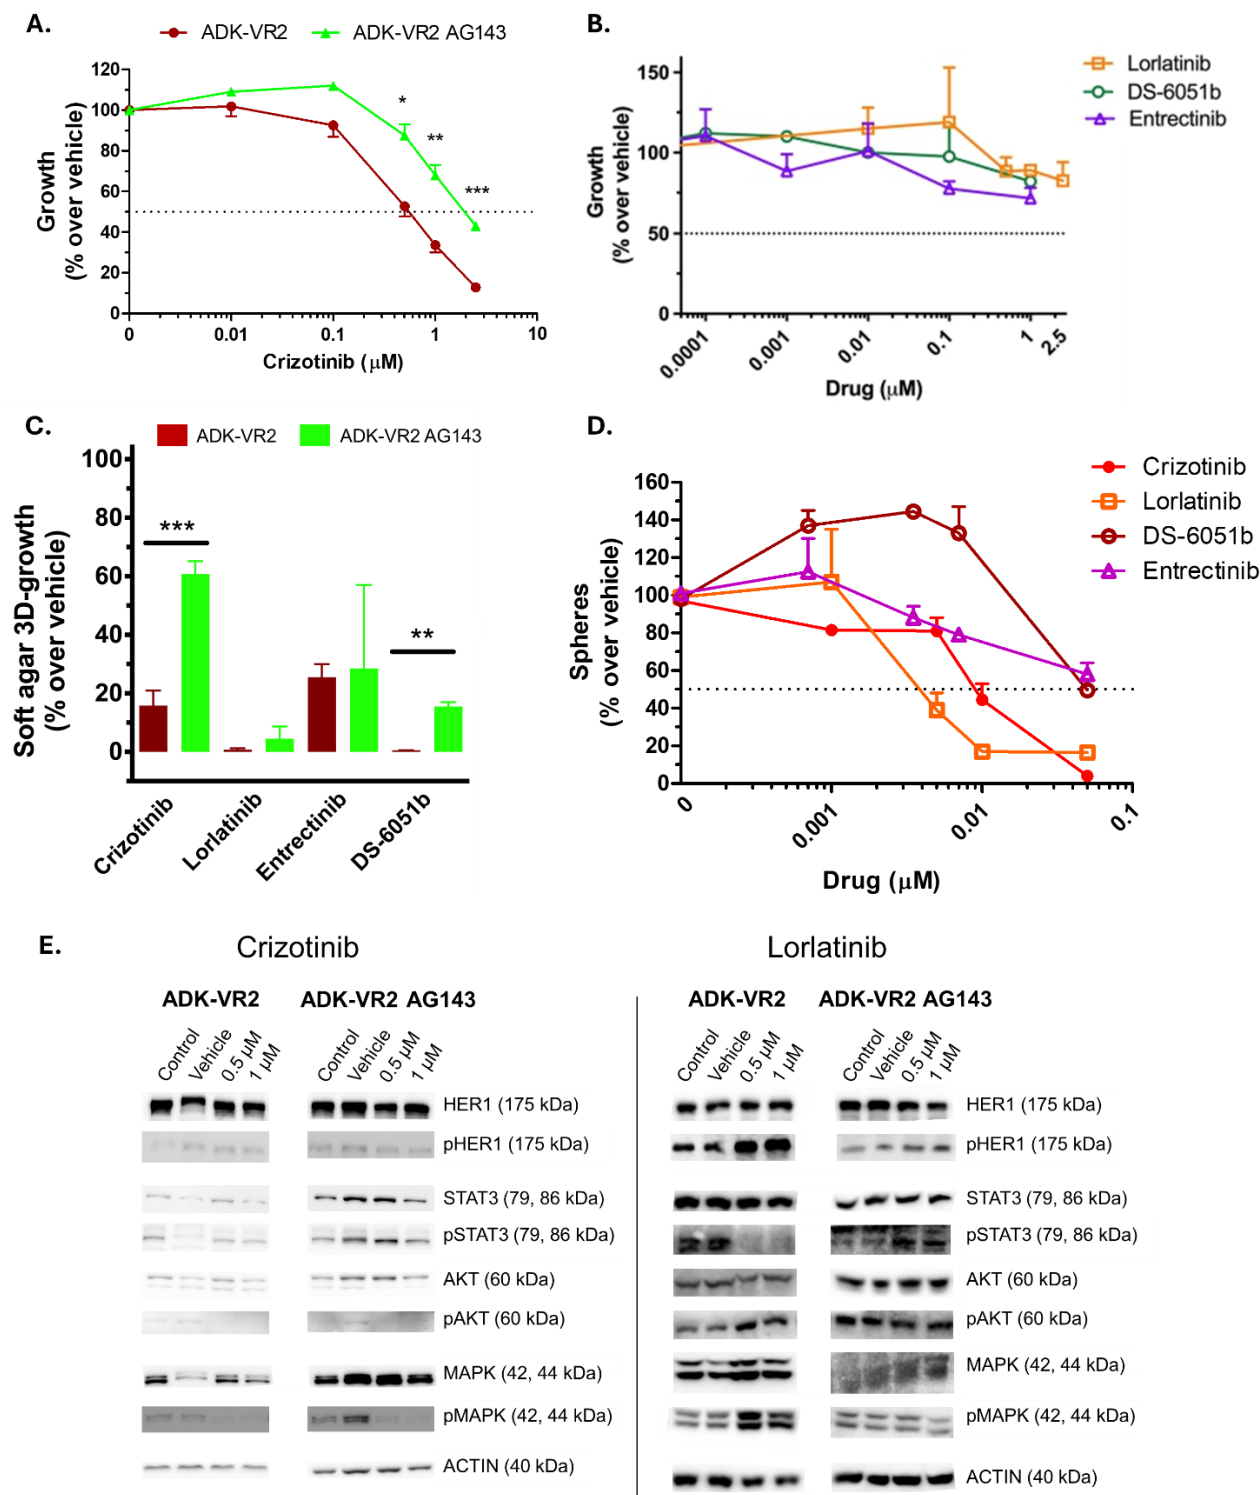 A.
ADK-VR2
ADK-VR2 AG143
Growth
(% over vehicle)
120
100
80
60
40
20
0
*
**
***
0
0.01
0.1
1
10
Crizotinib (µM)
B.
Lorlatinib
DS-6051b
Entrectinib
Growth
(% over vehicle)
150
100
50
0
0.0001
0.001
0.01
0.1
1
2.5
Drug (µM)
C.
ADK-VR2
ADK-VR2 AG143
Soft agar 3D-growth
(% over vehicle)
100
80
60
40
20
0
***
**
Crizotinib
Lorlatinib
Entrectinib
DS-6051b
D.
Crizotinib
Lorlatinib
DS-6051b
Entrectinib
Spheres
(% over vehicle)
160
140
120
100
80
60
40
20
0
0
0.001
0.01
0.1
Drug (µM)
E.
Crizotinib
ADK-VR2
ADK-VR2 AG143
Control
Vehicle
0.5 µM
1 µM
Control
Vehicle
0.5 µM
1 µM
HER1 (175 kDa)
pHER1 (175 kDa)
STAT3 (79, 86 kDa)
pSTAT3 (79, 86 kDa)
AKT (60 kDa)
pAKT (60 kDa)
MAPK (42, 44 kDa)
pMAPK (42, 44 kDa)
ACTIN (40 kDa)
Lorlatinib
ADK-VR2
ADK-VR2 AG143
Control
Vehicle
0.5 µM
1 µM
Control
Vehicle
0.5 µM
1 µM
HER1 (175 kDa)
pHER1 (175 kDa)
STAT3 (79, 86 kDa)
pSTAT3 (79, 86 kDa)
AKT (60 kDa)
pAKT (60 kDa)
MAPK (42, 44 kDa)
pMAPK (42, 44 kDa)
ACTIN (40 kDa)